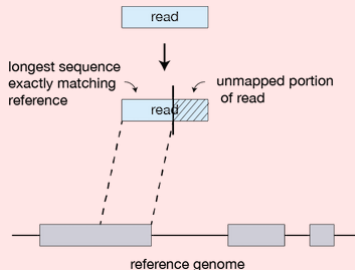 read
longest sequence
exactly matching
reference
unmapped portion
of read
read
reference genome